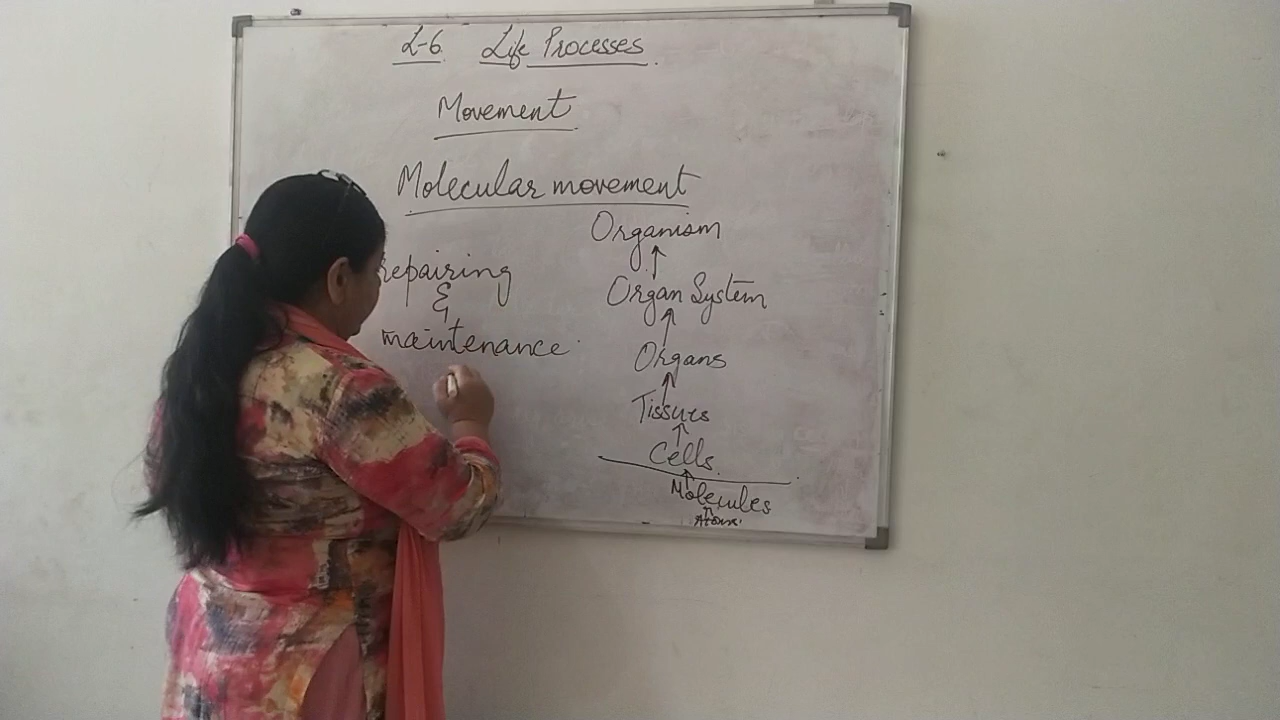 L-6. Life Processes.
Movement
Molecular movement
repairing
&
maintenance
Organism
↑
Organ System
↑
Organs
↑
Tissues
↑
Cells
↑
Molecules
↑
Atoms